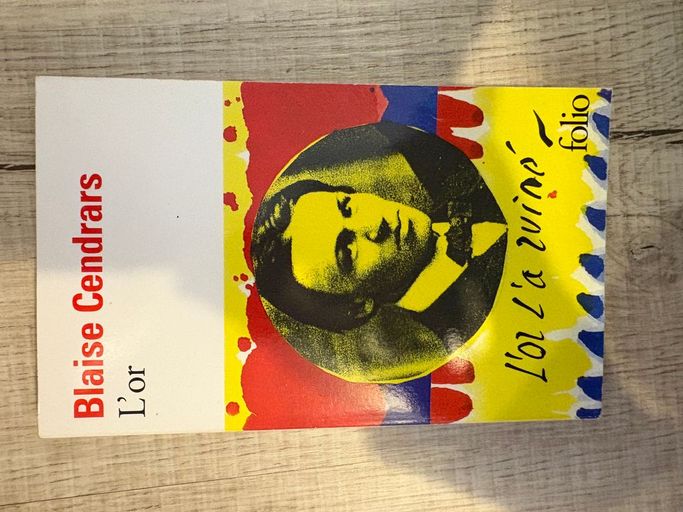 Blaise Cendrars
L'or
L'or l'a ruiné
folio